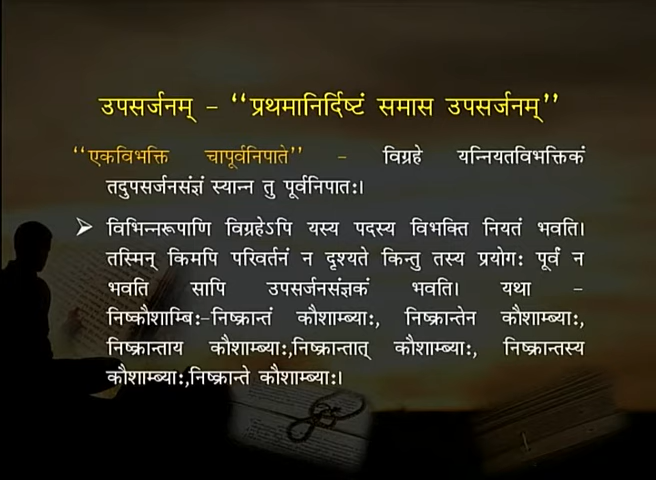 उपसर्जनम् – ‘‘प्रथमानिर्दिष्टं समास उपसर्जनम्’’
‘‘एकविभक्ति चापूर्वनिपाते’’ – विग्रहे यन्नियतविभक्तिकं
तदुपसर्जनसंज्ञं स्यान्न तु पूर्वनिपात:।
➢ विभिन्नरूपाणि विग्रहेऽपि यस्य पदस्य विभक्ति नियतं भवति।
तस्मिन् किमपि परिवर्तनं न दृश्यते किन्तु तस्य प्रयोग: पूर्वं न
भवति सापि उपसर्जनसंज्ञकं भवति। यथा –
निष्कौशाम्बि:–निष्क्रान्तं कौशाम्ब्या:, निष्क्रान्तेन कौशाम्ब्या:,
निष्क्रान्ताय कौशाम्ब्या:,निष्क्रान्तात् कौशाम्ब्या:, निष्क्रान्तस्य
कौशाम्ब्या:,निष्क्रान्ते कौशाम्ब्या:।